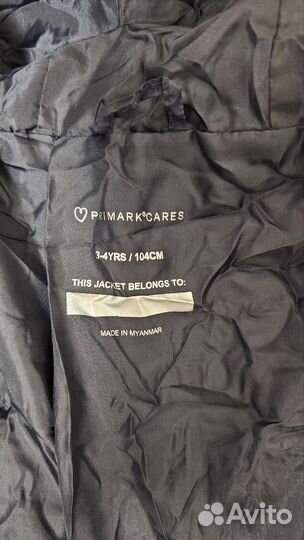 PRIMARK®CARES
3-4YRS / 104CM
THIS JACKET BELONGS TO:
MADE IN MYANMAR
Avito